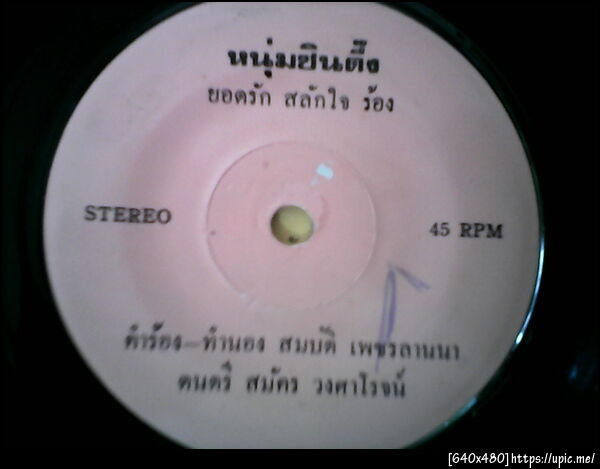 หนุ่มยินตึ๊ง
ยอดรัก สลักใจ ร้อง
STEREO
45 RPM
คำร้อง-ทำนอง สมบัติ เพชรลานนา
ดนตรี สมัคร วงศาโรจน์
[640x480]https://upic.me/